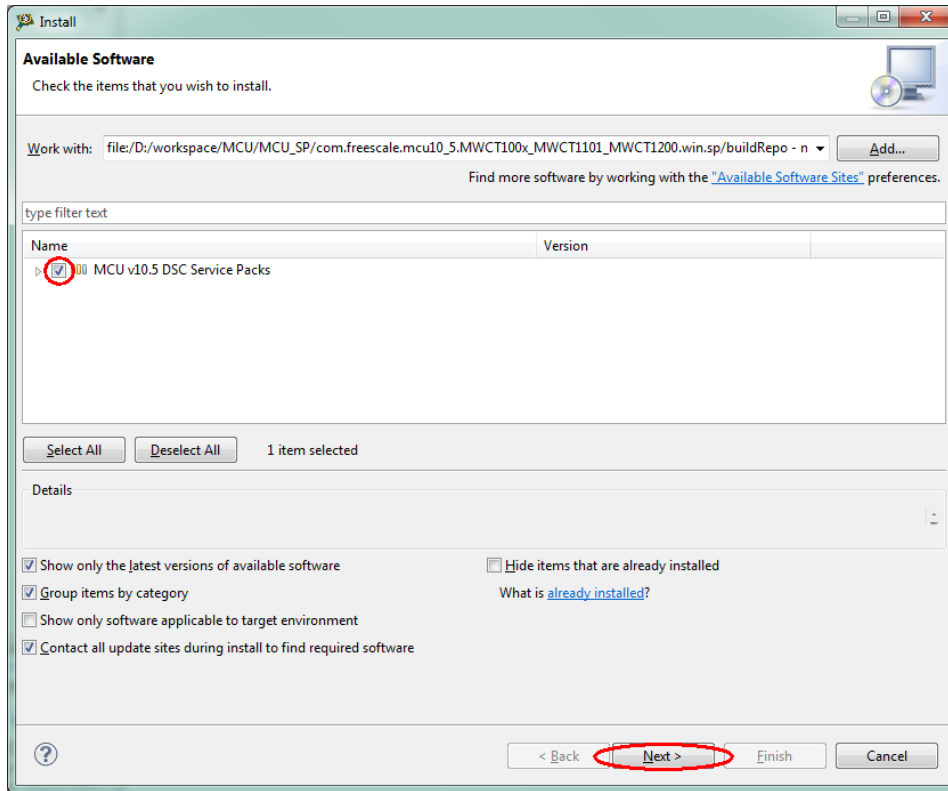 Install
Available Software
Check the items that you wish to install.
Work with: file:/D:/workspace/MCU/MCU_SP/com.freescale.mcu10_5.MWCT100x_MWCT1101_MWCT1200.win.sp/buildRepo - n Add...
Find more software by working with the "Available Software Sites" preferences.
type filter text
Name Version
MCU v10.5 DSC Service Packs
Select All Deselect All 1 item selected
Details
Show only the latest versions of available software Hide items that are already installed
Group items by category What is already installed?
Show only software applicable to target environment
Contact all update sites during install to find required software
? < Back Next > Finish Cancel